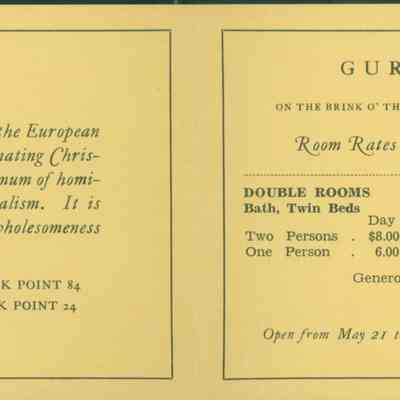 the European
nating Chris-
num of homi-
alism. It is
wholesomeness
K POINT 84
K POINT 24
GUR
ON THE BRINK O' TH
Room Rates
DOUBLE ROOMS
Bath, Twin Beds
Day
Two Persons . $8.00
One Person . 6.00
Genero
Open from May 21 t